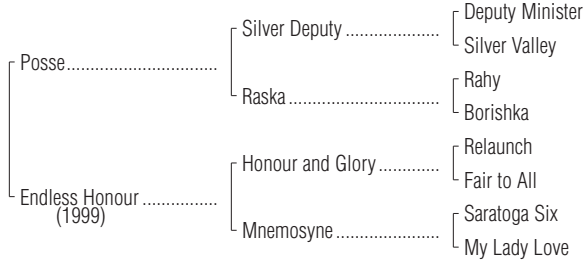 Deputy Minister
Silver Deputy ....................
Silver Valley
Posse................................
Rahy
Raska................................
Borishka
Relaunch
Honour and Glory .............
Fair to All
Endless Honour ................
(1999)
Saratoga Six
Mnemosyne ......................
My Lady Love